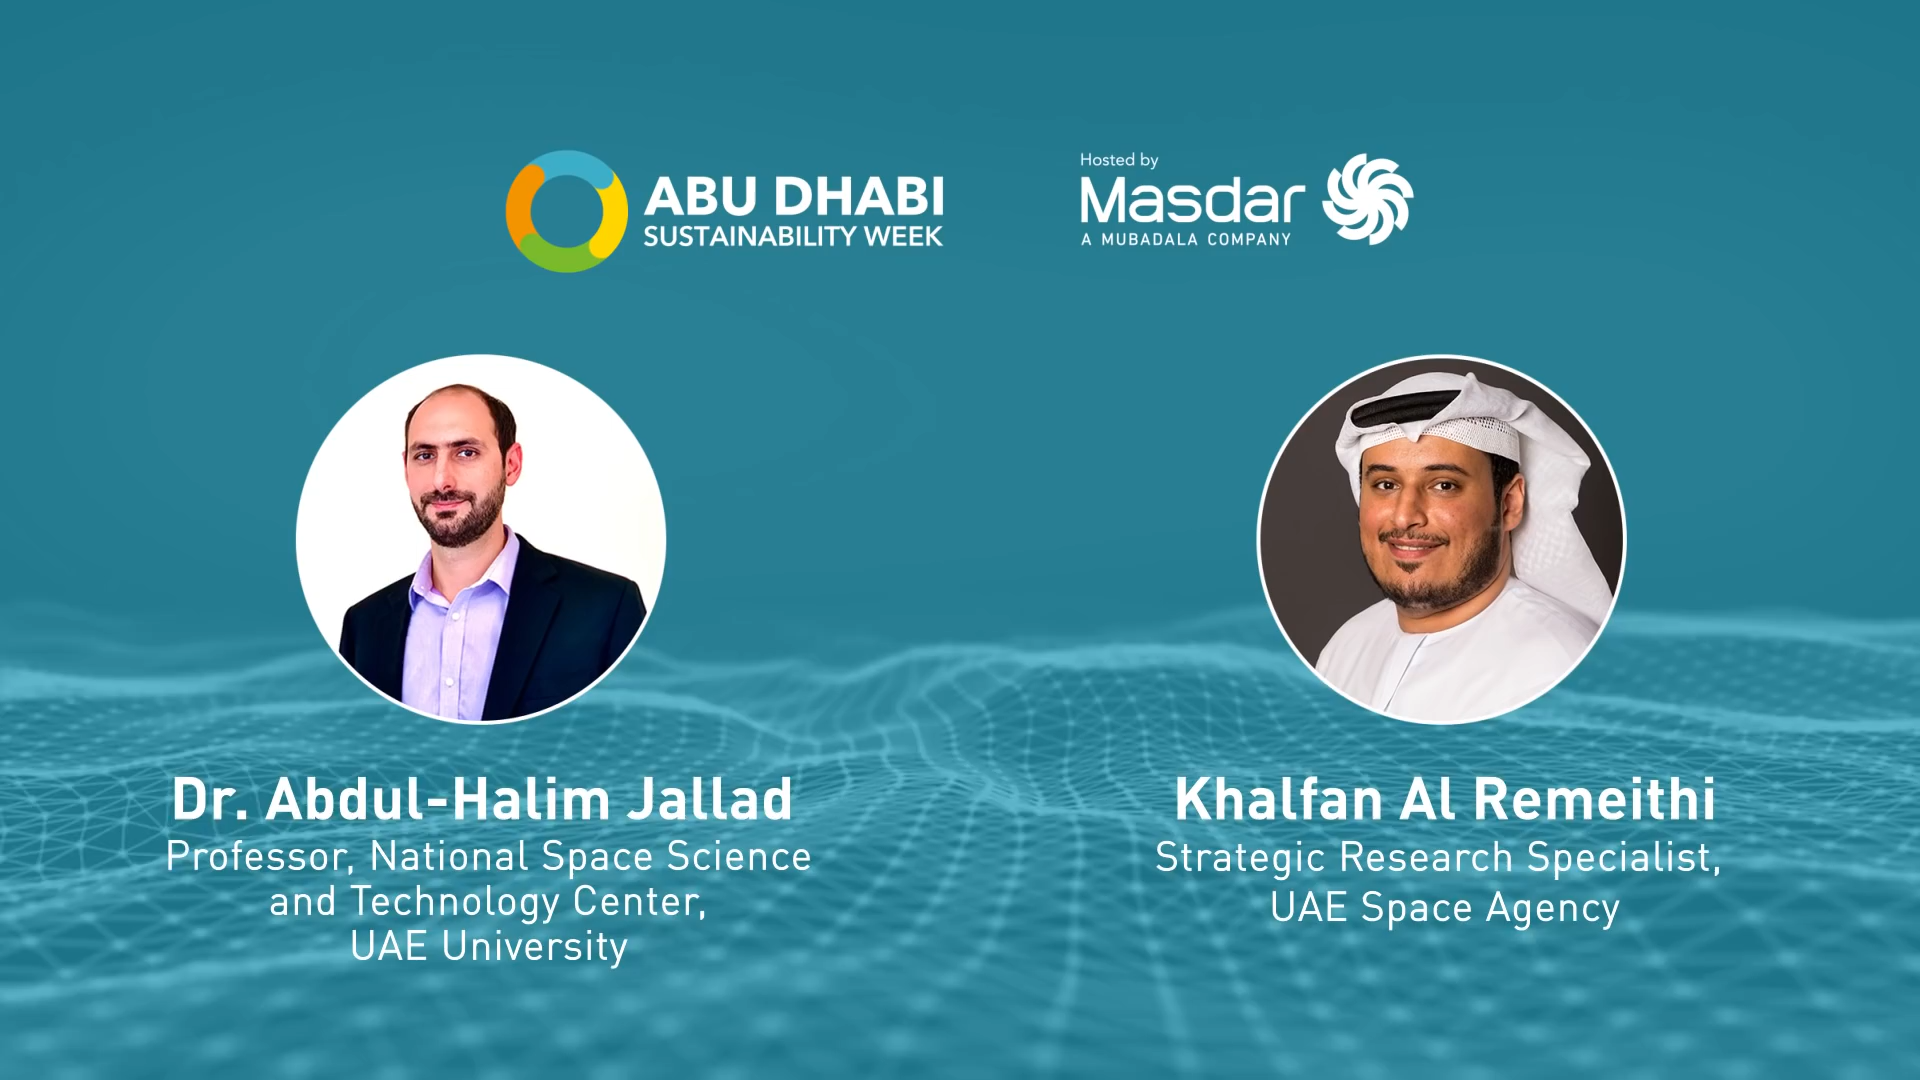 ABU DHABI
SUSTAINABILITY WEEK
Hosted by
Masdar
A MUBADALA COMPANY
Dr. Abdul-Halim Jallad
Professor, National Space Science
and Technology Center,
UAE University
Khalfan Al Remeithi
Strategic Research Specialist,
UAE Space Agency